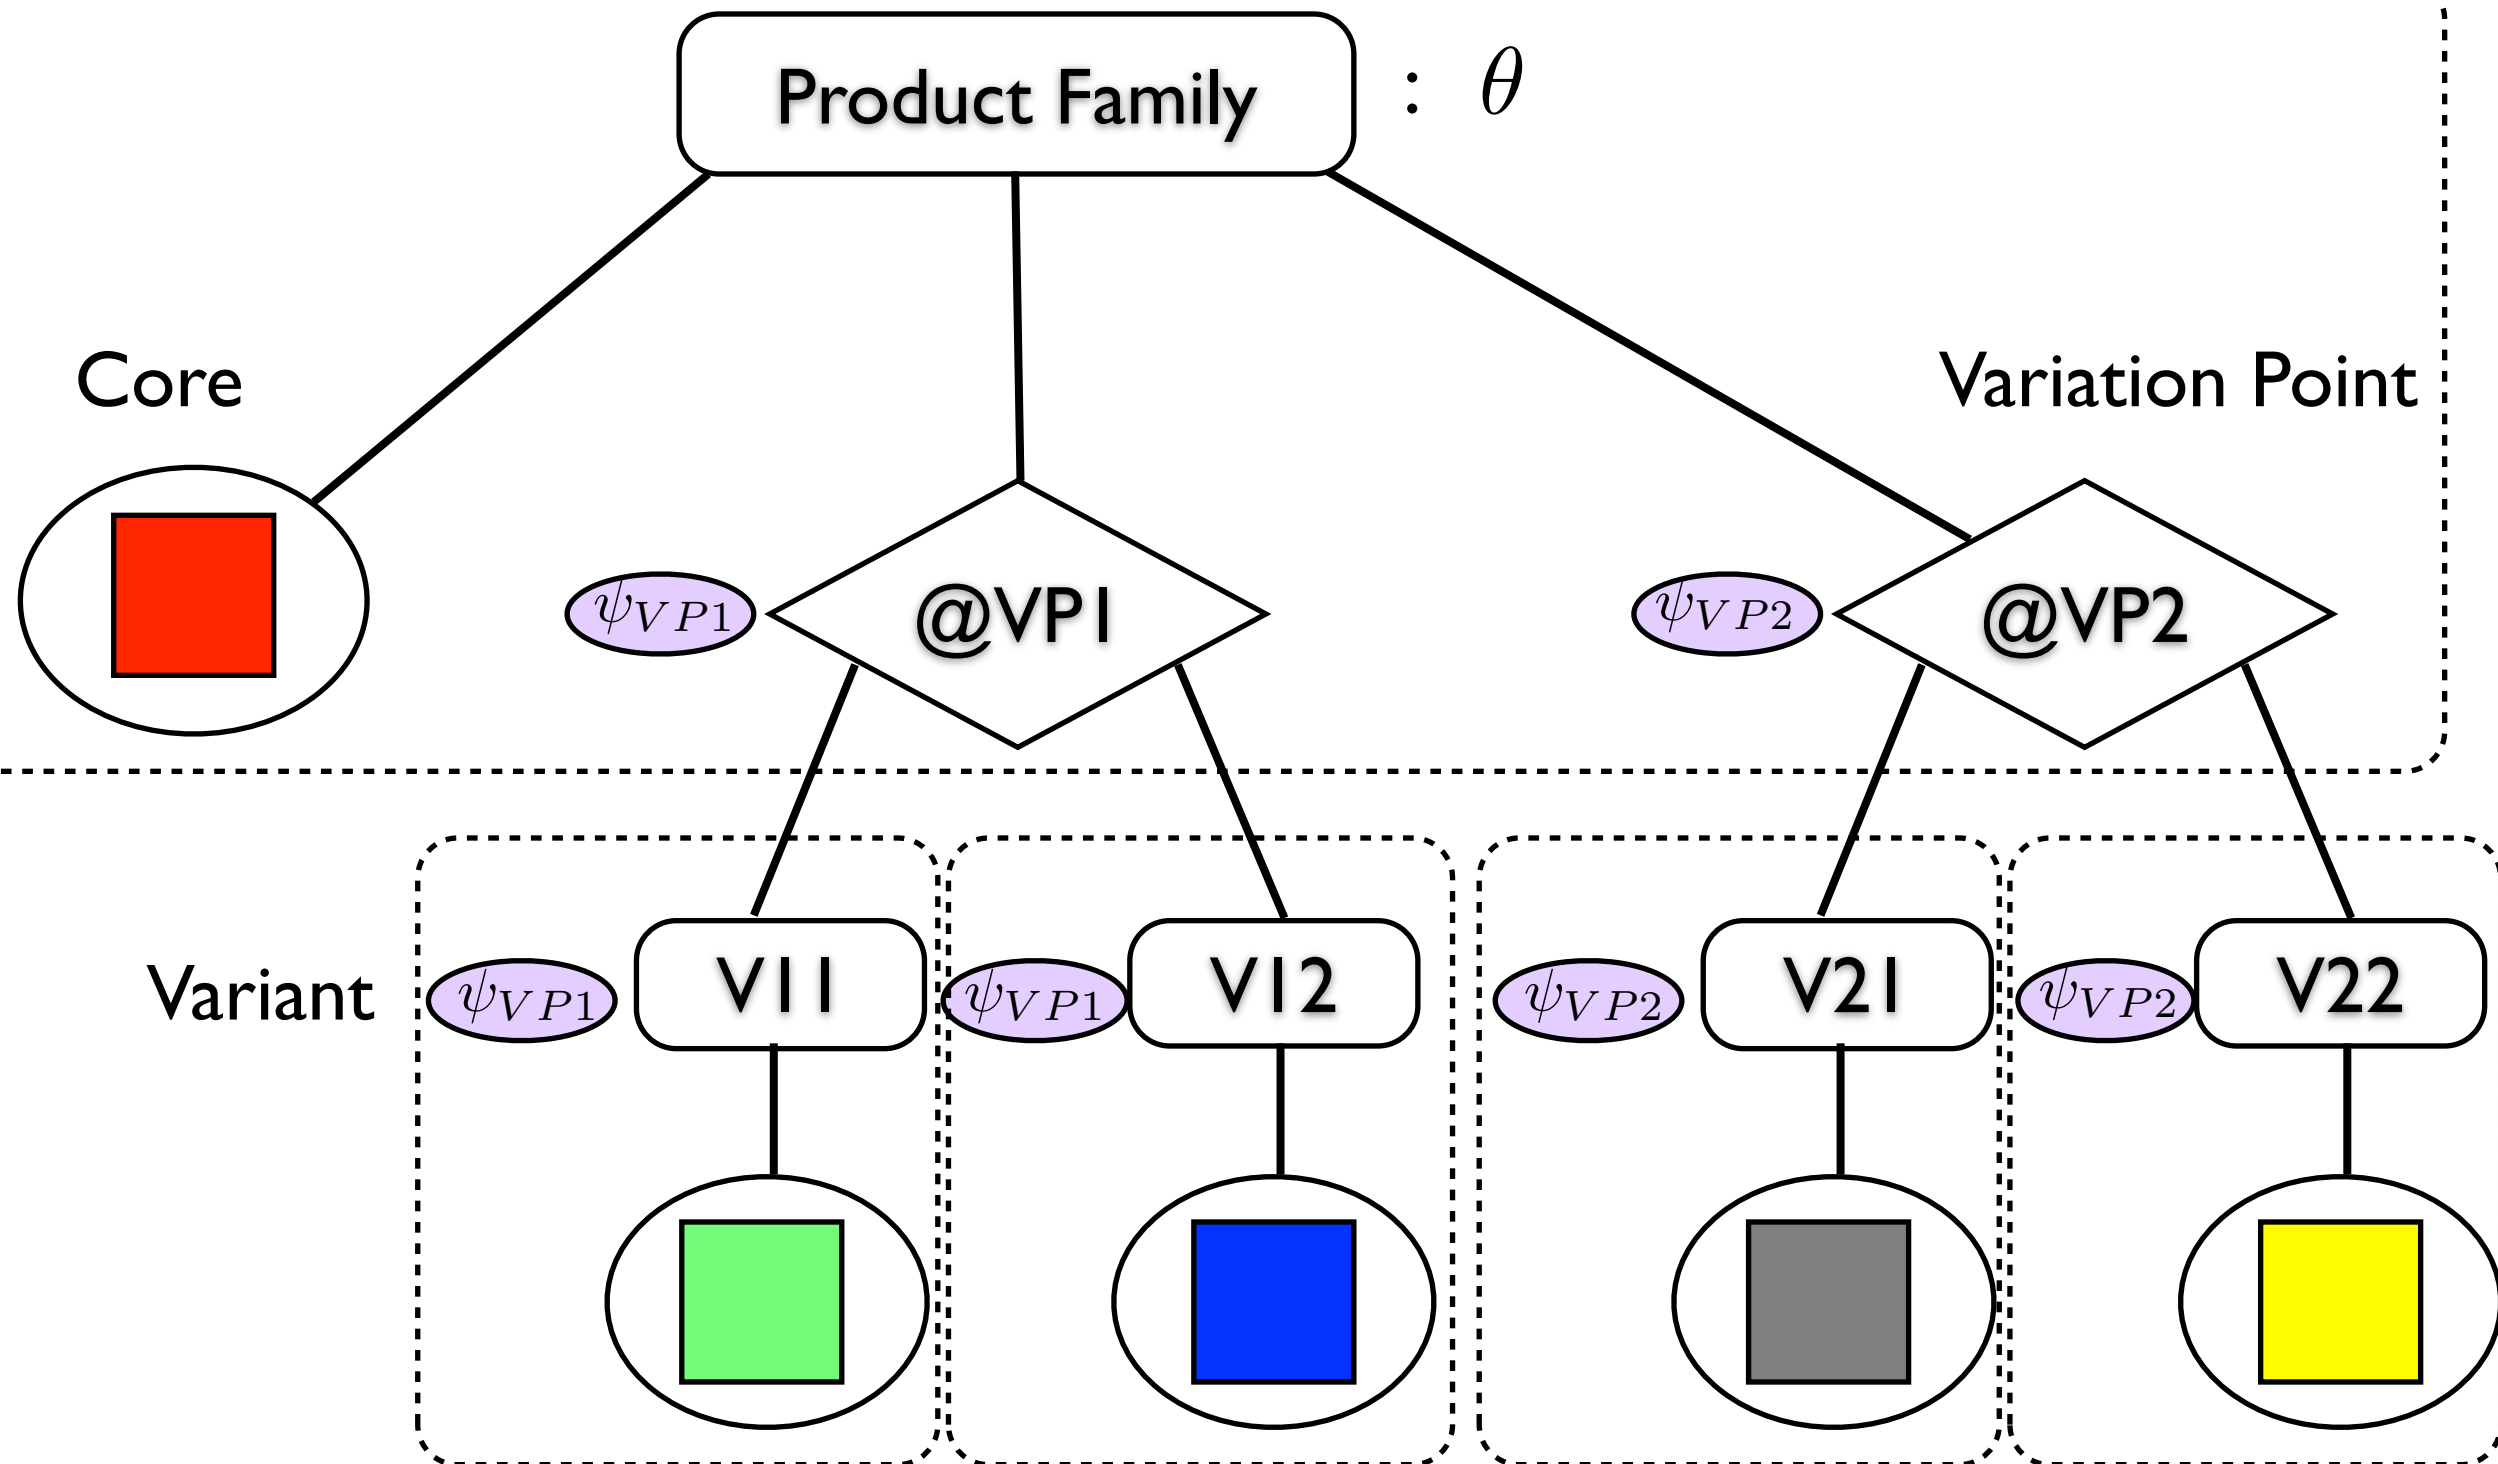 Product Family : θ
Core
Variation Point
ψVP1 @VP1 ψVP2 @VP2
Variant ψVP1 V11 ψVP1 V12 ψVP2 V21 ψVP2 V22